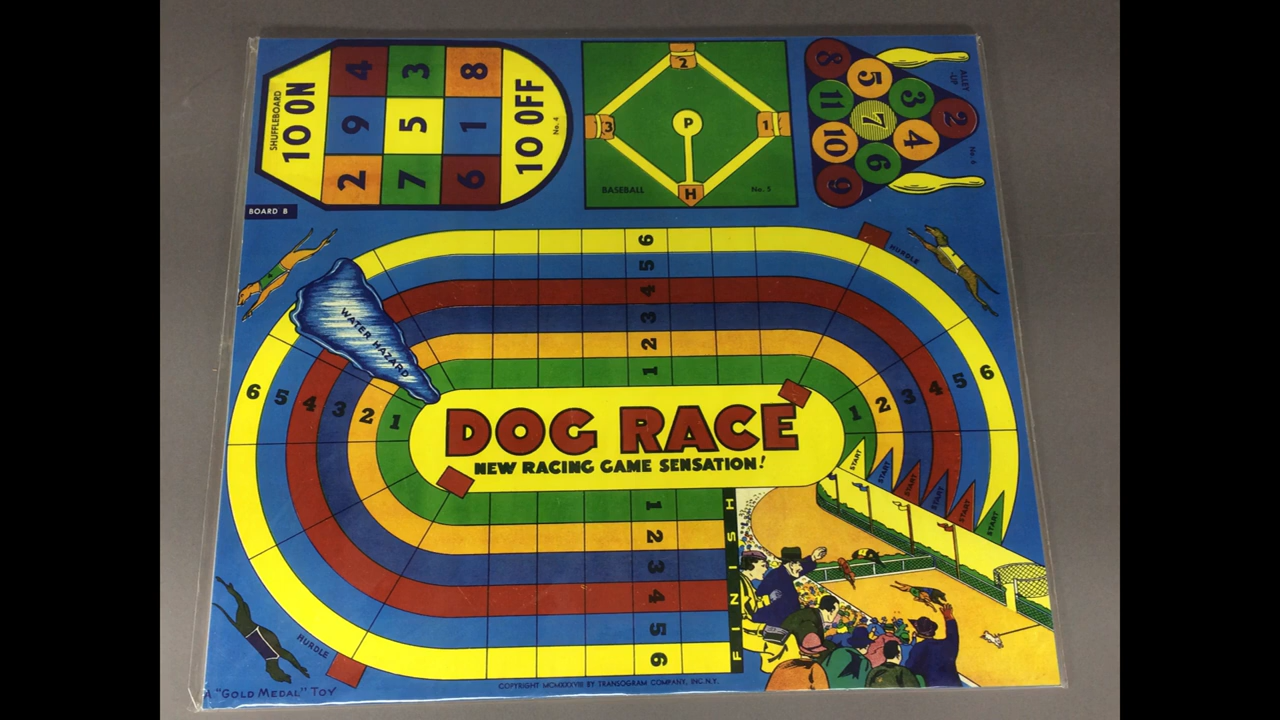 SHUFFLEBOARD
10 ON
4 3 8
9 5 1
2 7 6
10 OFF
No. 4
BOARD B
2
3 P 1
H
BASEBALL No. 5
ALLEY
-UP
8 5 3 2
11 7 4
10 6
9
No. 6
HURDLE
WATER HAZARD
6
5
4
3
2
1
6 5 4 3 2 1
1 2 3 4 5 6
DOG RACE
NEW RACING GAME SENSATION!
START
START
START
START
START
START
1
2
3
4
5
6
FINISH
HURDLE
A "GOLD MEDAL" TOY
COPYRIGHT MCMXXXVIII BY TRANSOGRAM COMPANY, INC. N.Y.
4